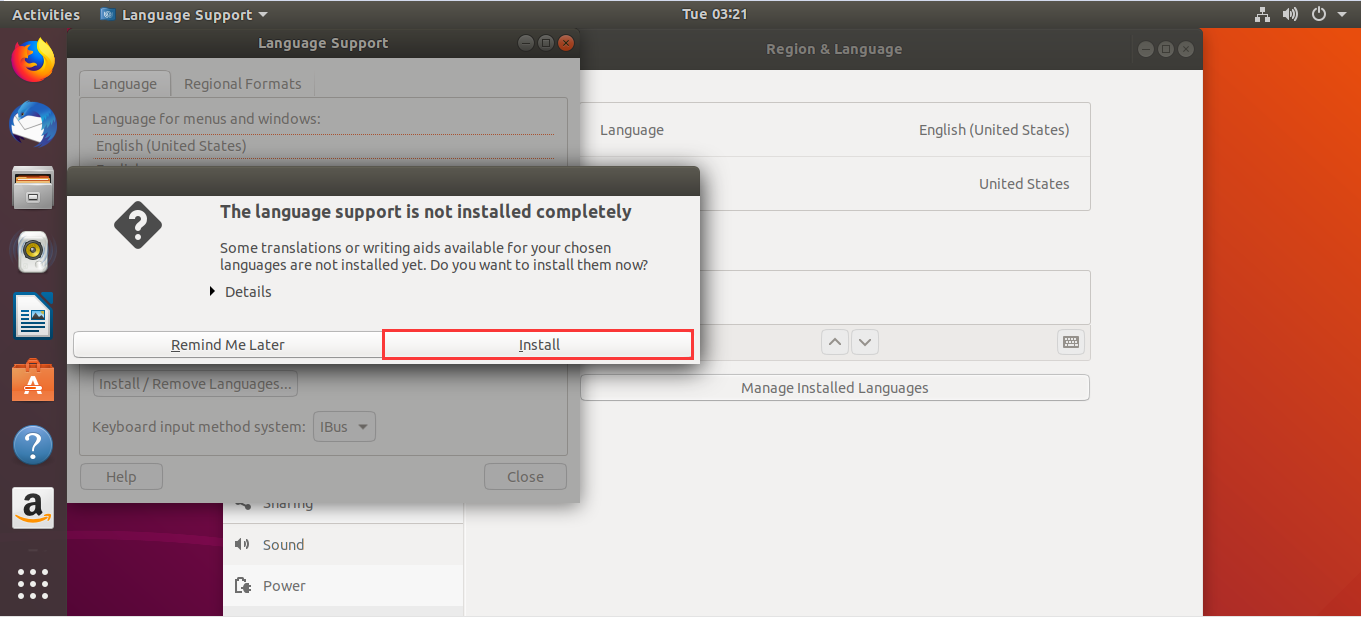 Activities
Language Support
Tue 03:21
Language Support
Region & Language
Language
Regional Formats
Language for menus and windows:
English (United States)
Language
English (United States)
United States
The language support is not installed completely
Some translations or writing aids available for your chosen
languages are not installed yet. Do you want to install them now?
Details
Remind Me Later
Install
Install / Remove Languages...
Manage Installed Languages
Keyboard input method system:
IBus
Help
Close
Sharing
Sound
Power